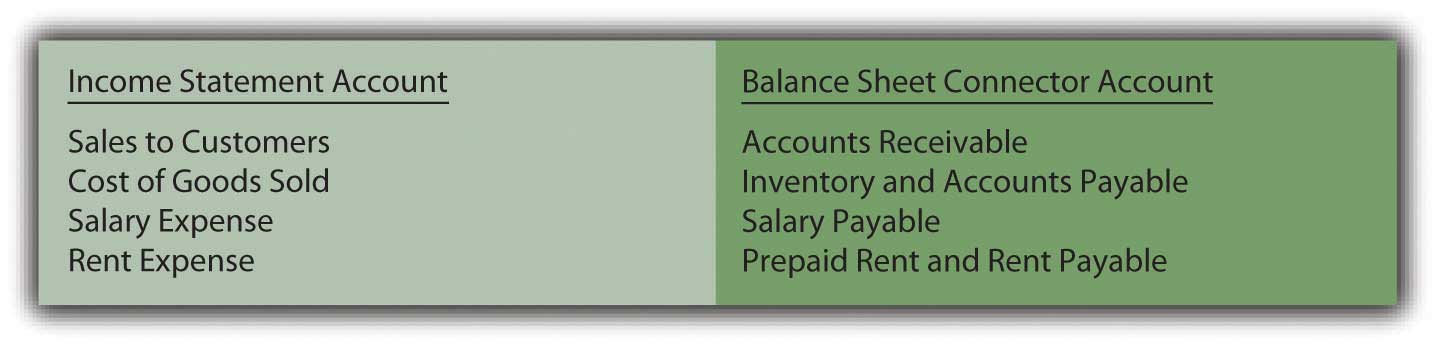 Income Statement Account
Sales to Customers
Cost of Goods Sold
Salary Expense
Rent Expense
Balance Sheet Connector Account
Accounts Receivable
Inventory and Accounts Payable
Salary Payable
Prepaid Rent and Rent Payable